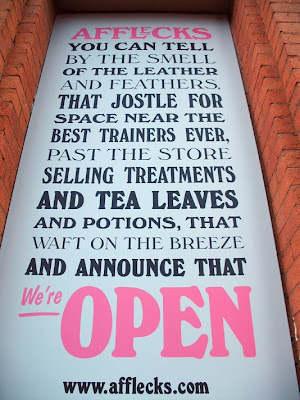 AFFLECKS
YOU CAN TELL
BY THE SMELL
OF THE LEATHER
AND FEATHERS,
THAT JOSTLE FOR
SPACE NEAR THE
BEST TRAINERS EVER,
PAST THE STORE
SELLING TREATMENTS
AND TEA LEAVES
AND POTIONS, THAT
WAFT ON THE BREEZE
AND ANNOUNCE THAT
We're
OPEN
www.afflecks.com